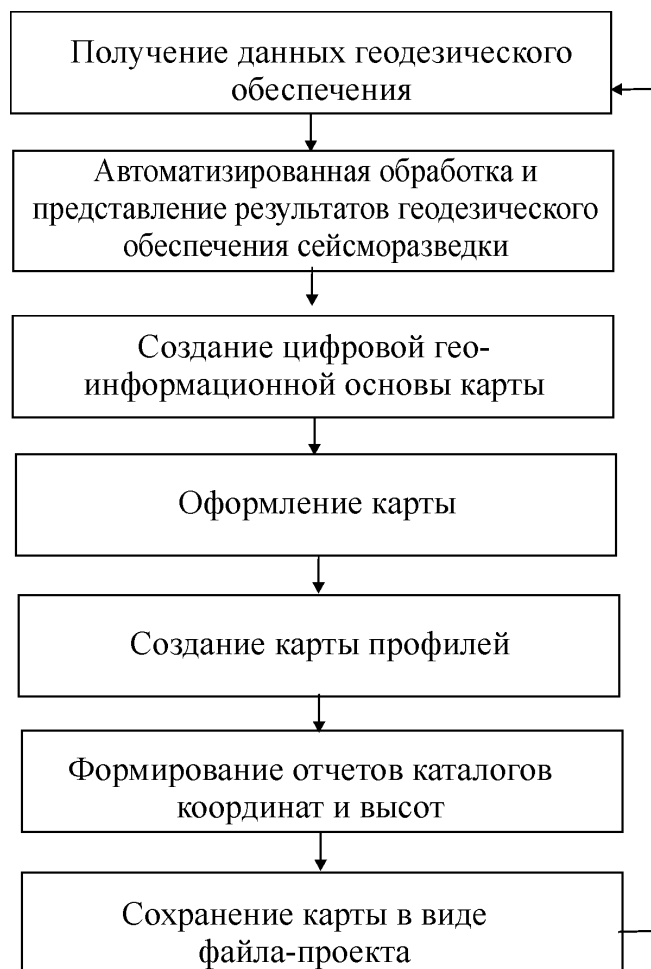 Получение данных геодезического
обеспечения
Автоматизированная обработка и
представление результатов геодезического
обеспечения сейсморазведки
Создание цифровой гео-
информационной основы карты
Оформление карты
Создание карты профилей
Формирование отчетов каталогов
координат и высот
Сохранение карты в виде
файла-проекта